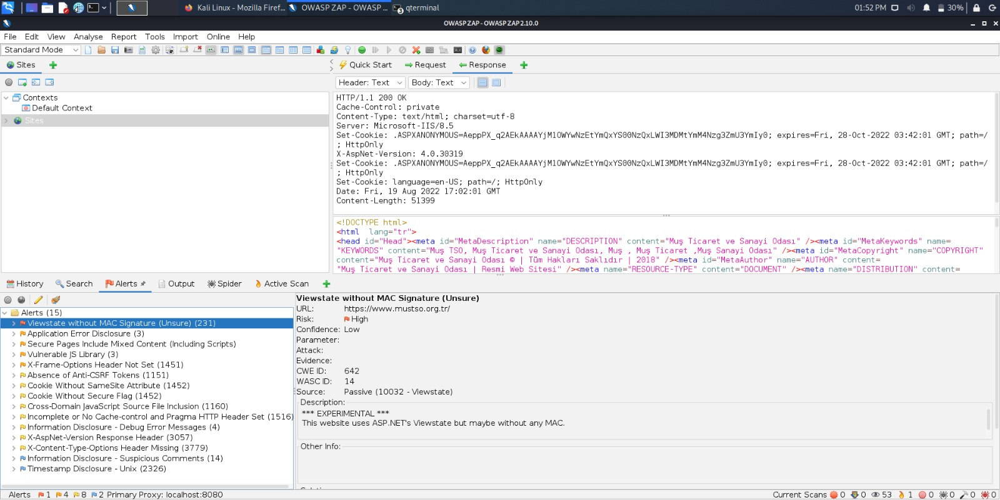 Kali Linux - Mozilla Firef...
OWASP ZAP - OWASP ...
3
qterminal
01:52 PM
30%
OWASP ZAP - OWASP ZAP 2.10.0
File Edit View Analyse Report Tools Import Online Help
Standard Mode
Sites
Quick Start Request Response
Header: Text Body: Text
Contexts
Default Context
Sites
HTTP/1.1 200 OK
Cache-Control: private
Content-Type: text/html; charset=utf-8
Server: Microsoft-IIS/8.5
Set-Cookie: .ASPXANONYMOUS=AeppPX_q2AEkAAAAYjM1OWYwNzEtYmQxYS00NzQxLWI3MDMtYmM4Nzg3ZmU3YmIy0; expires=Fri, 28-Oct-2022 03:42:01 GMT; path=/
; HttpOnly
X-AspNet-Version: 4.0.30319
Set-Cookie: .ASPXANONYMOUS=AeppPX_q2AEkAAAAYjM1OWYwNzEtYmQxYS00NzQxLWI3MDMtYmM4Nzg3ZmU3YmIy0; expires=Fri, 28-Oct-2022 03:42:01 GMT; path=/
; HttpOnly
Set-Cookie: language=en-US; path=/; HttpOnly
Date: Fri, 19 Aug 2022 17:02:01 GMT
Content-Length: 51399
<!DOCTYPE html>
<html  lang="tr">
<head id="Head"><meta id="MetaDescription" name="DESCRIPTION" content="Muş Ticaret ve Sanayi Odası" /><meta id="MetaKeywords" name=
"KEYWORDS" content="Muş TSO, Muş Ticaret ve Sanayi Odası, Muş , Muş Ticaret ,Muş Sanayi Odası" /><meta id="MetaCopyright" name="COPYRIGHT"
content="Muş Ticaret ve Sanayi Odası © | Tüm Hakları Saklıdır | 2018" /><meta id="MetaAuthor" name="AUTHOR" content=
"Muş Ticaret ve Sanayi Odası | Resmi Web Sitesi" /><meta name="RESOURCE-TYPE" content="DOCUMENT" /><meta name="DISTRIBUTION" content=
History Search Alerts Output Spider Active Scan
Alerts (15)
Viewstate without MAC Signature (Unsure) (231)
Application Error Disclosure (3)
Secure Pages Include Mixed Content (Including Scripts)
Vulnerable JS Library (3)
X-Frame-Options Header Not Set (1451)
Absence of Anti-CSRF Tokens (1151)
Cookie Without SameSite Attribute (1452)
Cookie Without Secure Flag (1452)
Cross-Domain JavaScript Source File Inclusion (1160)
Incomplete or No Cache-control and Pragma HTTP Header Set (1516)
Information Disclosure - Debug Error Messages (4)
X-AspNet-Version Response Header (3057)
X-Content-Type-Options Header Missing (3779)
Information Disclosure - Suspicious Comments (14)
Timestamp Disclosure - Unix (2326)
Viewstate without MAC Signature (Unsure)
URL: https://www.mustso.org.tr/
Risk: High
Confidence: Low
Parameter:
Attack:
Evidence:
CWE ID: 642
WASC ID: 14
Source: Passive (10032 - Viewstate)
Description:
*** EXPERIMENTAL ***
This website uses ASP.NET's Viewstate but maybe without any MAC.
Other Info:
Alerts 1 4 8 2 Primary Proxy: localhost:8080
Current Scans 0 0 53 1 0 0 0 0